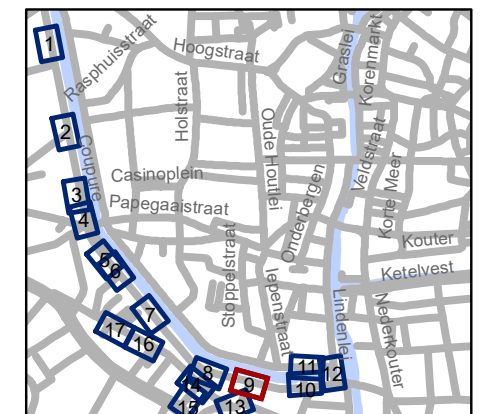 1
Rasphuisstraat
Hoogstraat
Graslei
Korenmarkt
2
Coupure
Holstraat
Oude Houtlei
Veldstraat
Casinoplein
3
Papegaaistraat
Onderbergen
Korte Meer
4
Kouter
5
6
Stoppelstraat
Iepenstraat
Ketelvest
7
Lindenlei
Nederkouter
17
16
8
11
12
14
9
10
15
13